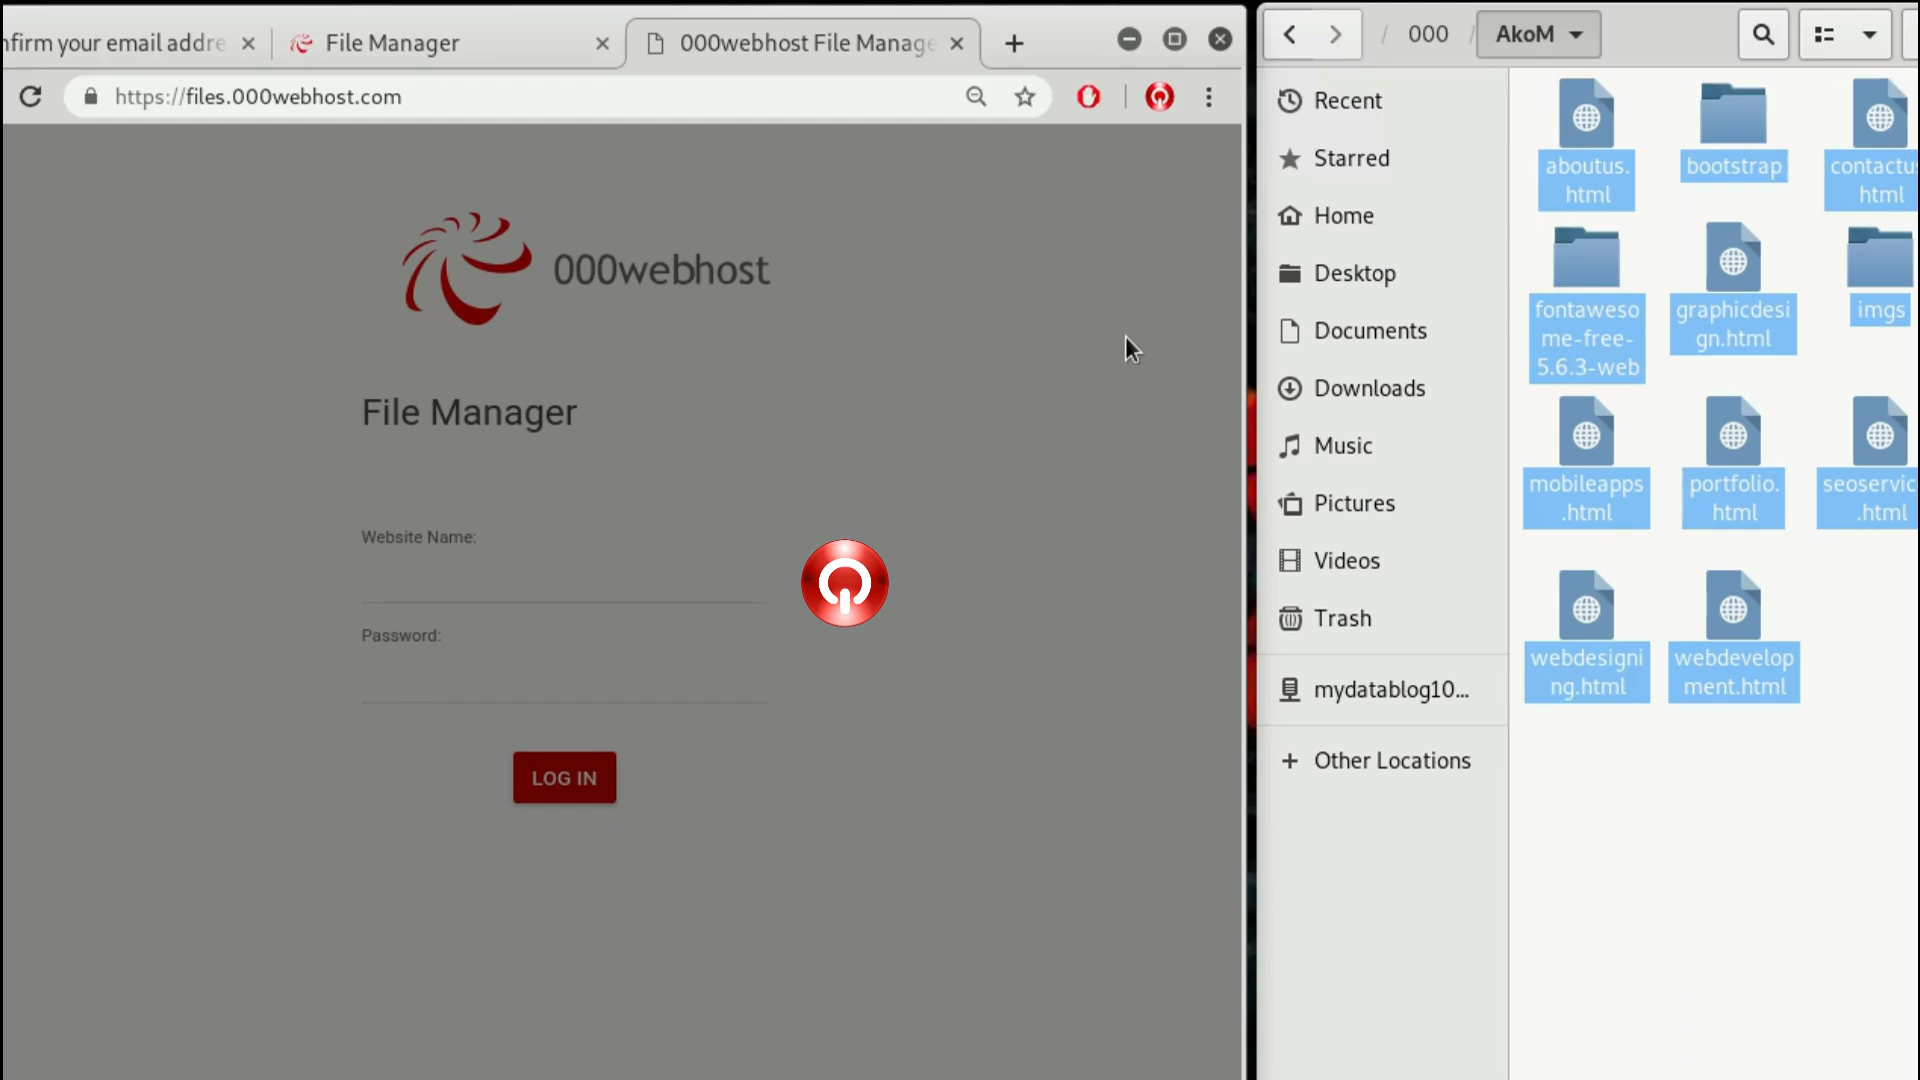 nfirm your email addre
File Manager
000webhost File Manage
https://files.000webhost.com
000webhost
File Manager
Website Name:
Password:
LOG IN
/ 000 / AkoM
Recent
Starred
Home
Desktop
Documents
Downloads
Music
Pictures
Videos
Trash
mydatablog10...
+ Other Locations
aboutus.
html
bootstrap
contactus
html
fontaweso
me-free-
5.6.3-web
graphicdesi
gn.html
imgs
mobileapps
.html
portfolio.
html
seoservic
.html
webdesigni
ng.html
webdevelop
ment.html